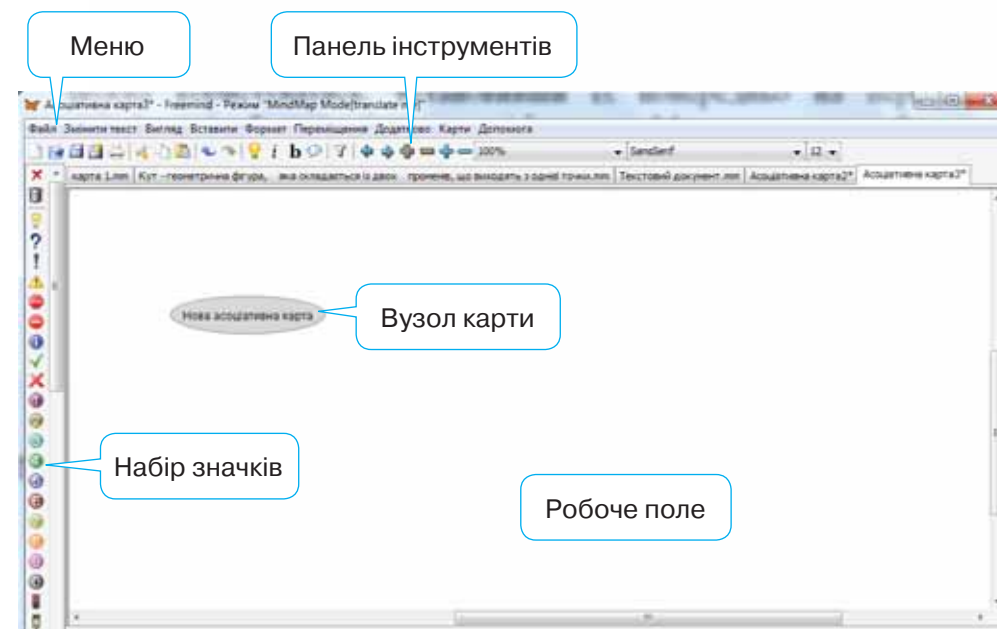 Меню
Панель інструментів
Асоціативна карта3* - Freemind - Режим "MindMap Mode(translate me)"
Файл Змінити текст Вигляд Вставити Формат Переміщення Додатково Карти Допомога
100% SansSerif 12
карта 1.mm Кут -геометрична фігура, яка складається із двох променів, що виходять з однієї точки.mm Текстовий документ.mm Асоціативна карта2* Асоціативна карта3*
Нова асоціативна карта
Вузол карти
Набір значків
Робоче поле